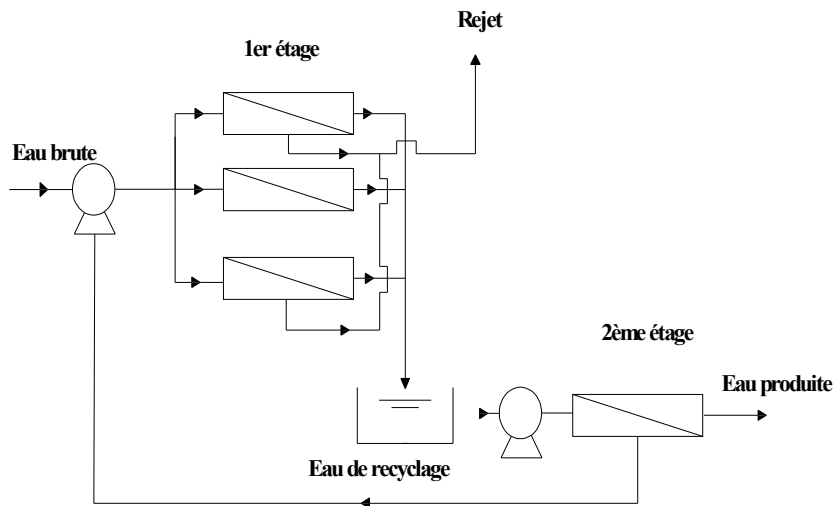 Rejet
1er étage
Eau brute
2ème étage
Eau produite
Eau de recyclage